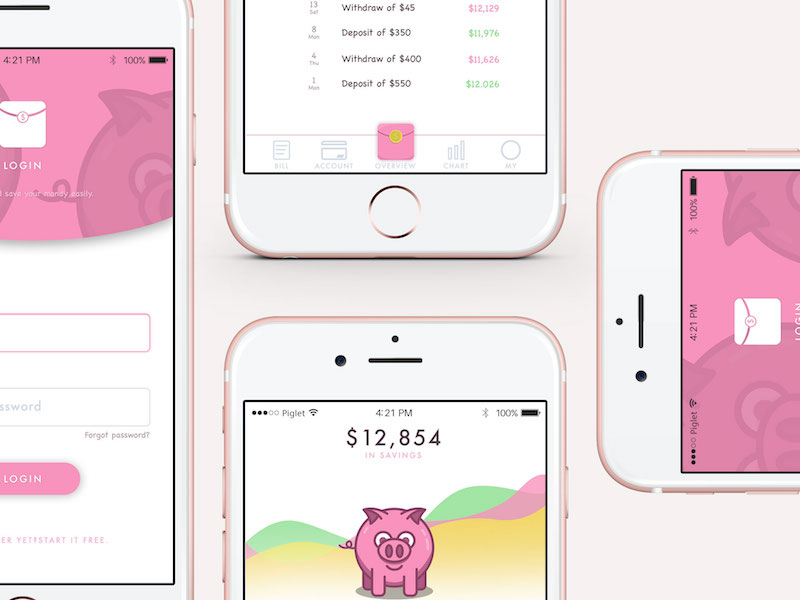 4:21 PM 100%
$
LOGIN
save your money easily.
ssword
Forgot password?
LOGIN
ER YET?START IT FREE.
13
Sat
Withdraw of $45
$12,129
8
Mon
Deposit of $350
$11,976
4
Thu
Withdraw of $400
$11,626
1
Mon
Deposit of $550
$12.026
$
BILL
ACCOUNT
OVERVIEW
CHART
MY
Piglet 4:21 PM 100%
$12,854
IN SAVINGS
Piglet 4:21 PM 100%
$
LOGIN